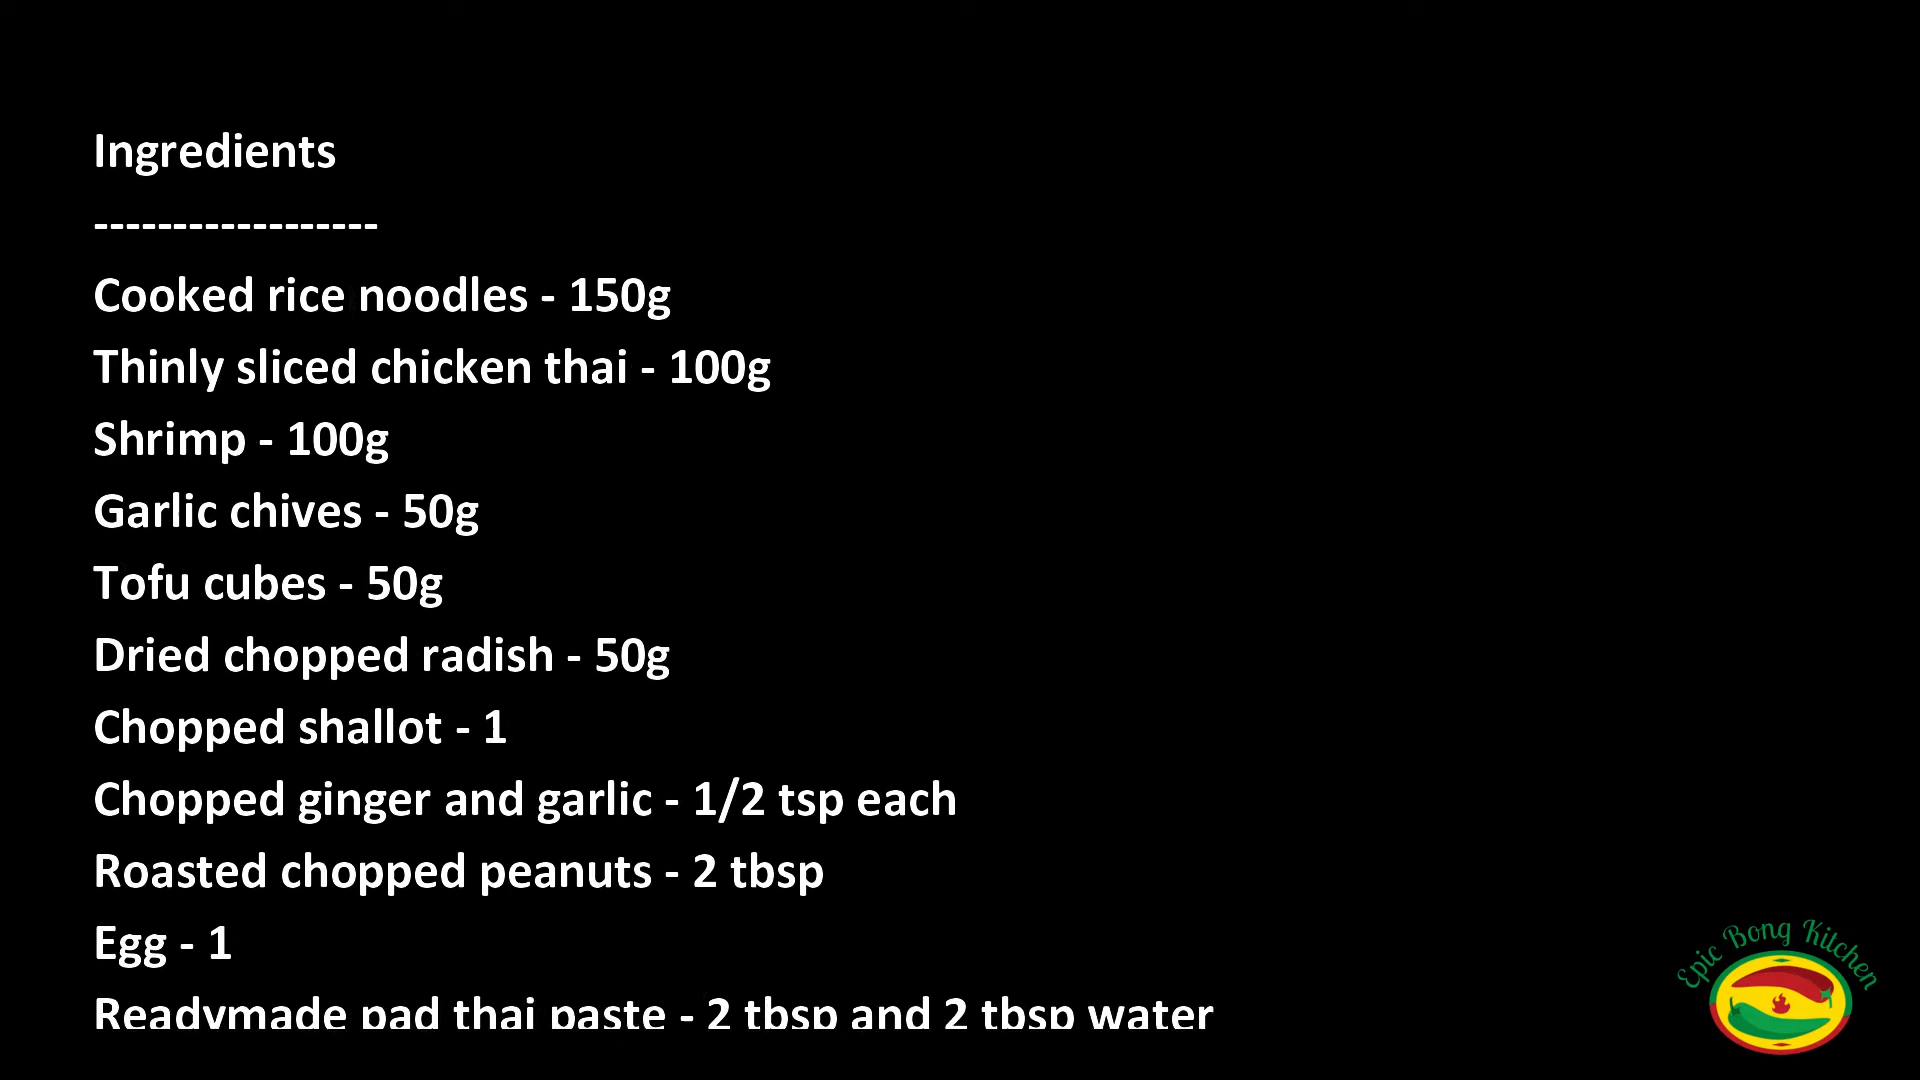 Ingredients
------------------
Cooked rice noodles - 150g
Thinly sliced chicken thai - 100g
Shrimp - 100g
Garlic chives - 50g
Tofu cubes - 50g
Dried chopped radish - 50g
Chopped shallot - 1
Chopped ginger and garlic - 1/2 tsp each
Roasted chopped peanuts - 2 tbsp
Egg - 1
Readymade pad thai paste - 2 tbsp and 2 tbsp water
Epic Bong Kitchen